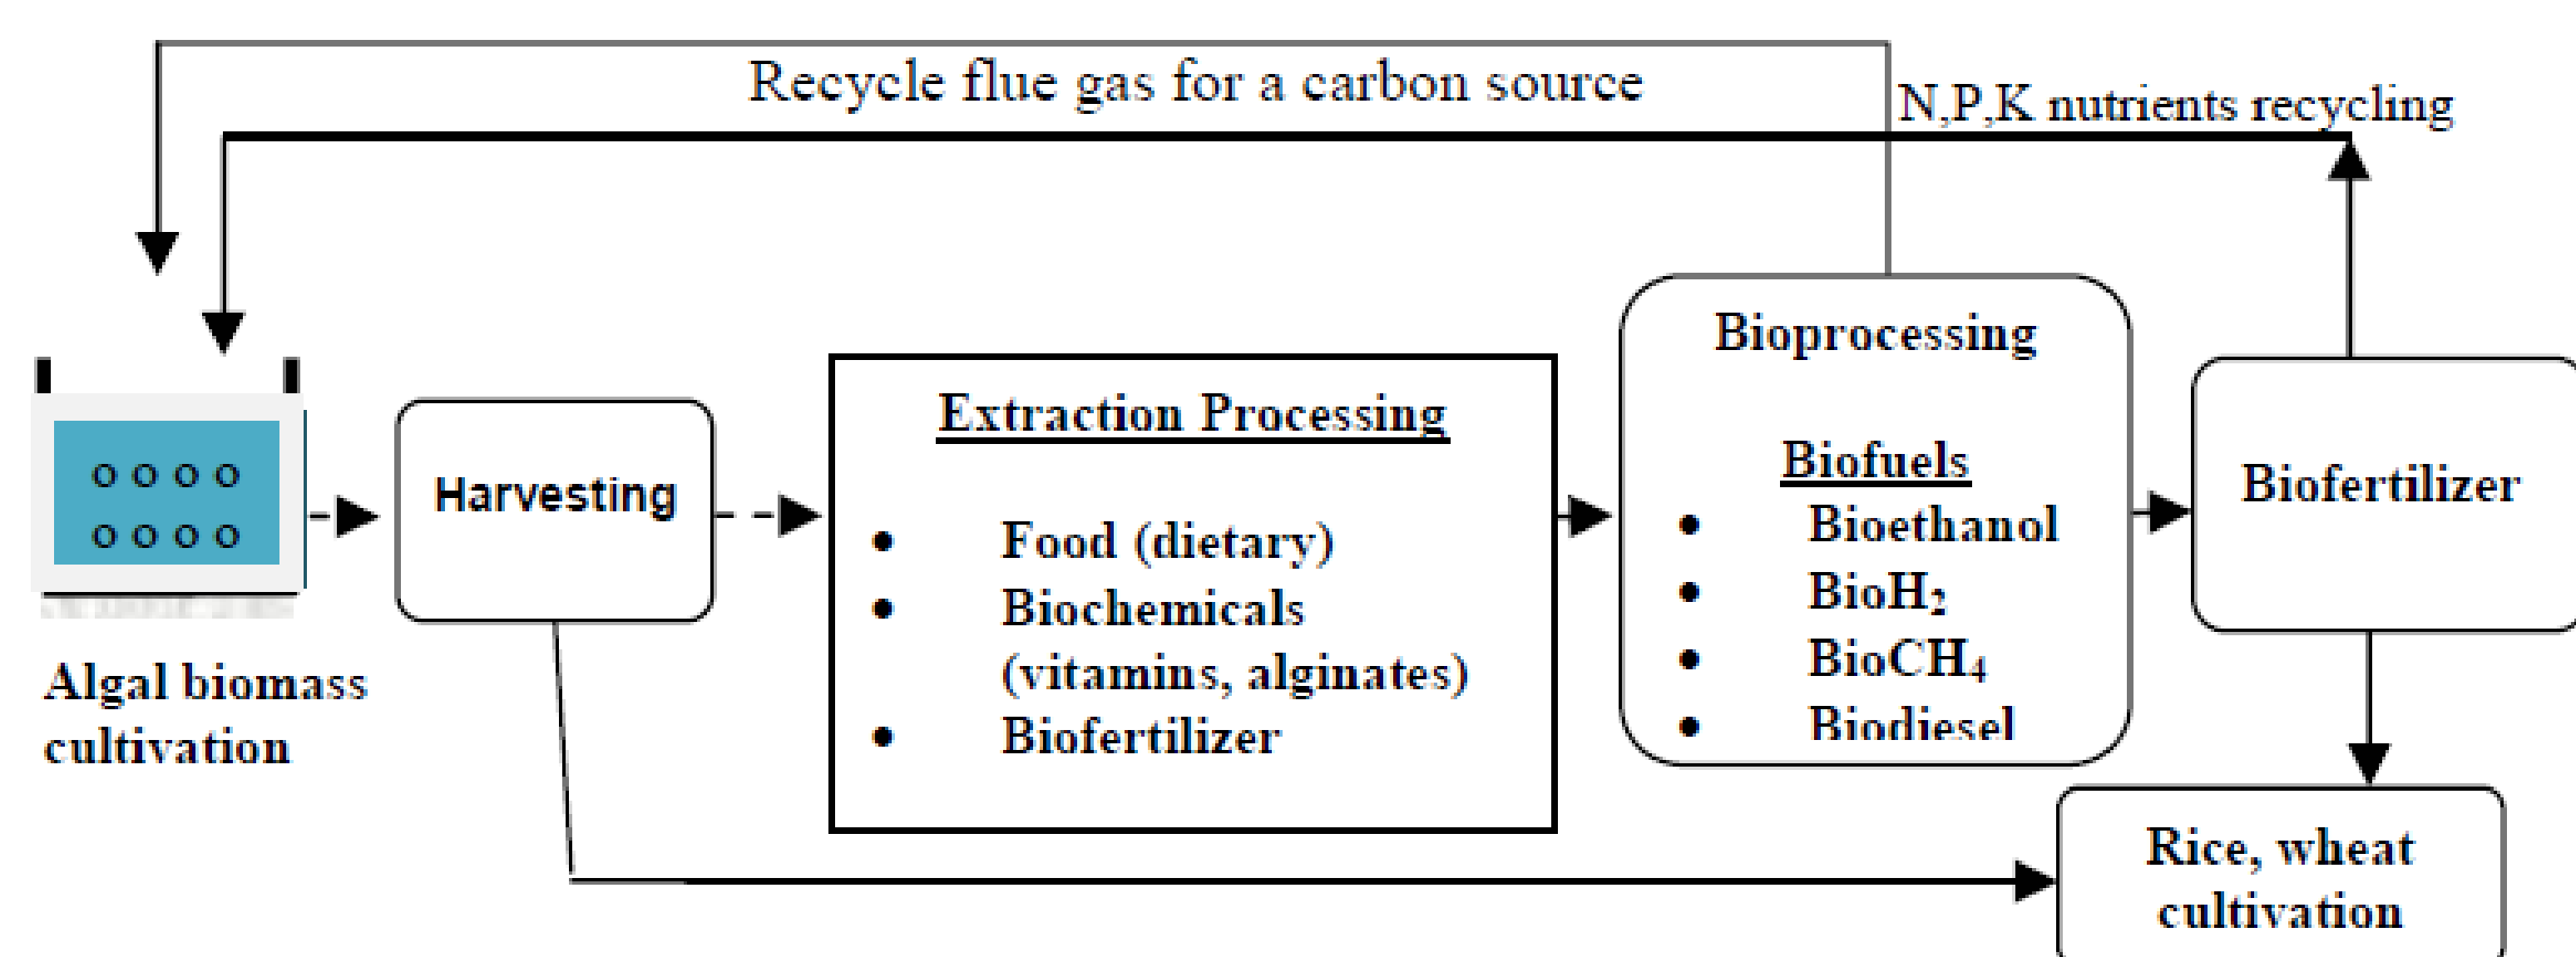 Recycle flue gas for a carbon source
N,P,K nutrients recycling
o o o o
o o o o
Algal biomass
cultivation
Harvesting
Extraction Processing
• Food (dietary)
• Biochemicals
(vitamins, alginates)
• Biofertilizer
Bioprocessing
Biofuels
• Bioethanol
• BioH₂
• BioCH₄
• Biodiesel
Biofertilizer
Rice, wheat
cultivation